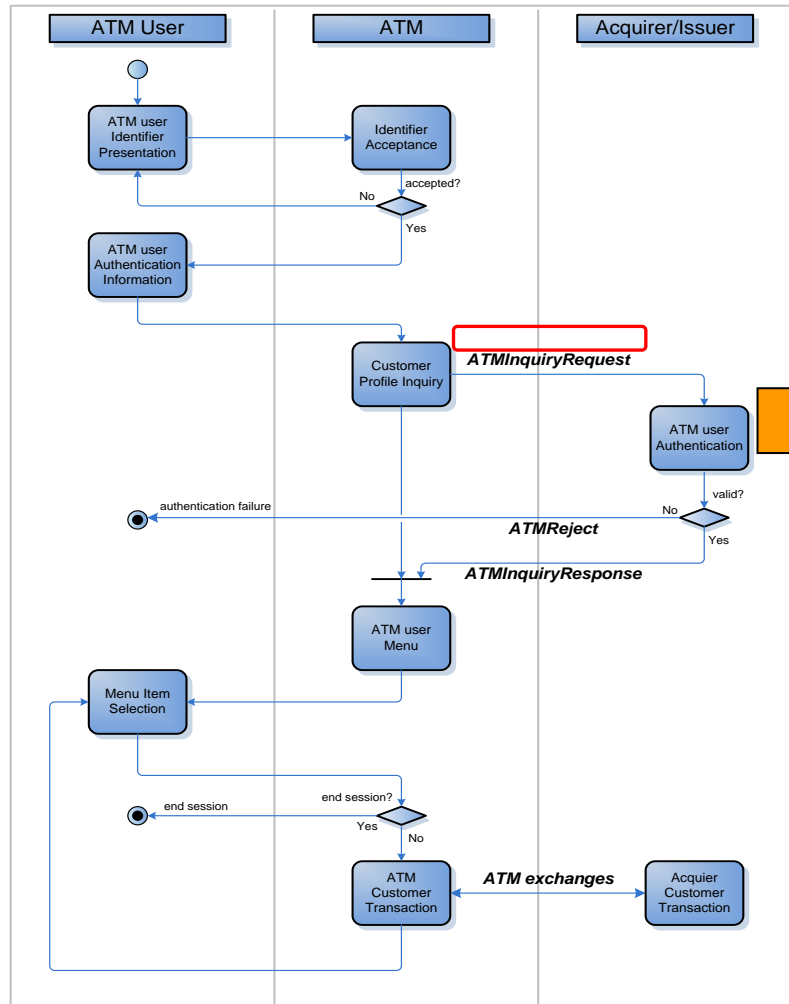 ATM User
ATM
Acquirer/Issuer
ATM user
Identifier
Presentation
Identifier
Acceptance
accepted?
No
Yes
ATM user
Authentication
Information
Customer
Profile Inquiry
ATMInquiryRequest
ATM user
Authentication
valid?
authentication failure
No
ATMReject
Yes
ATMInquiryResponse
ATM user
Menu
Menu Item
Selection
end session?
end session
Yes
No
ATM
Customer
Transaction
ATM exchanges
Acquier
Customer
Transaction